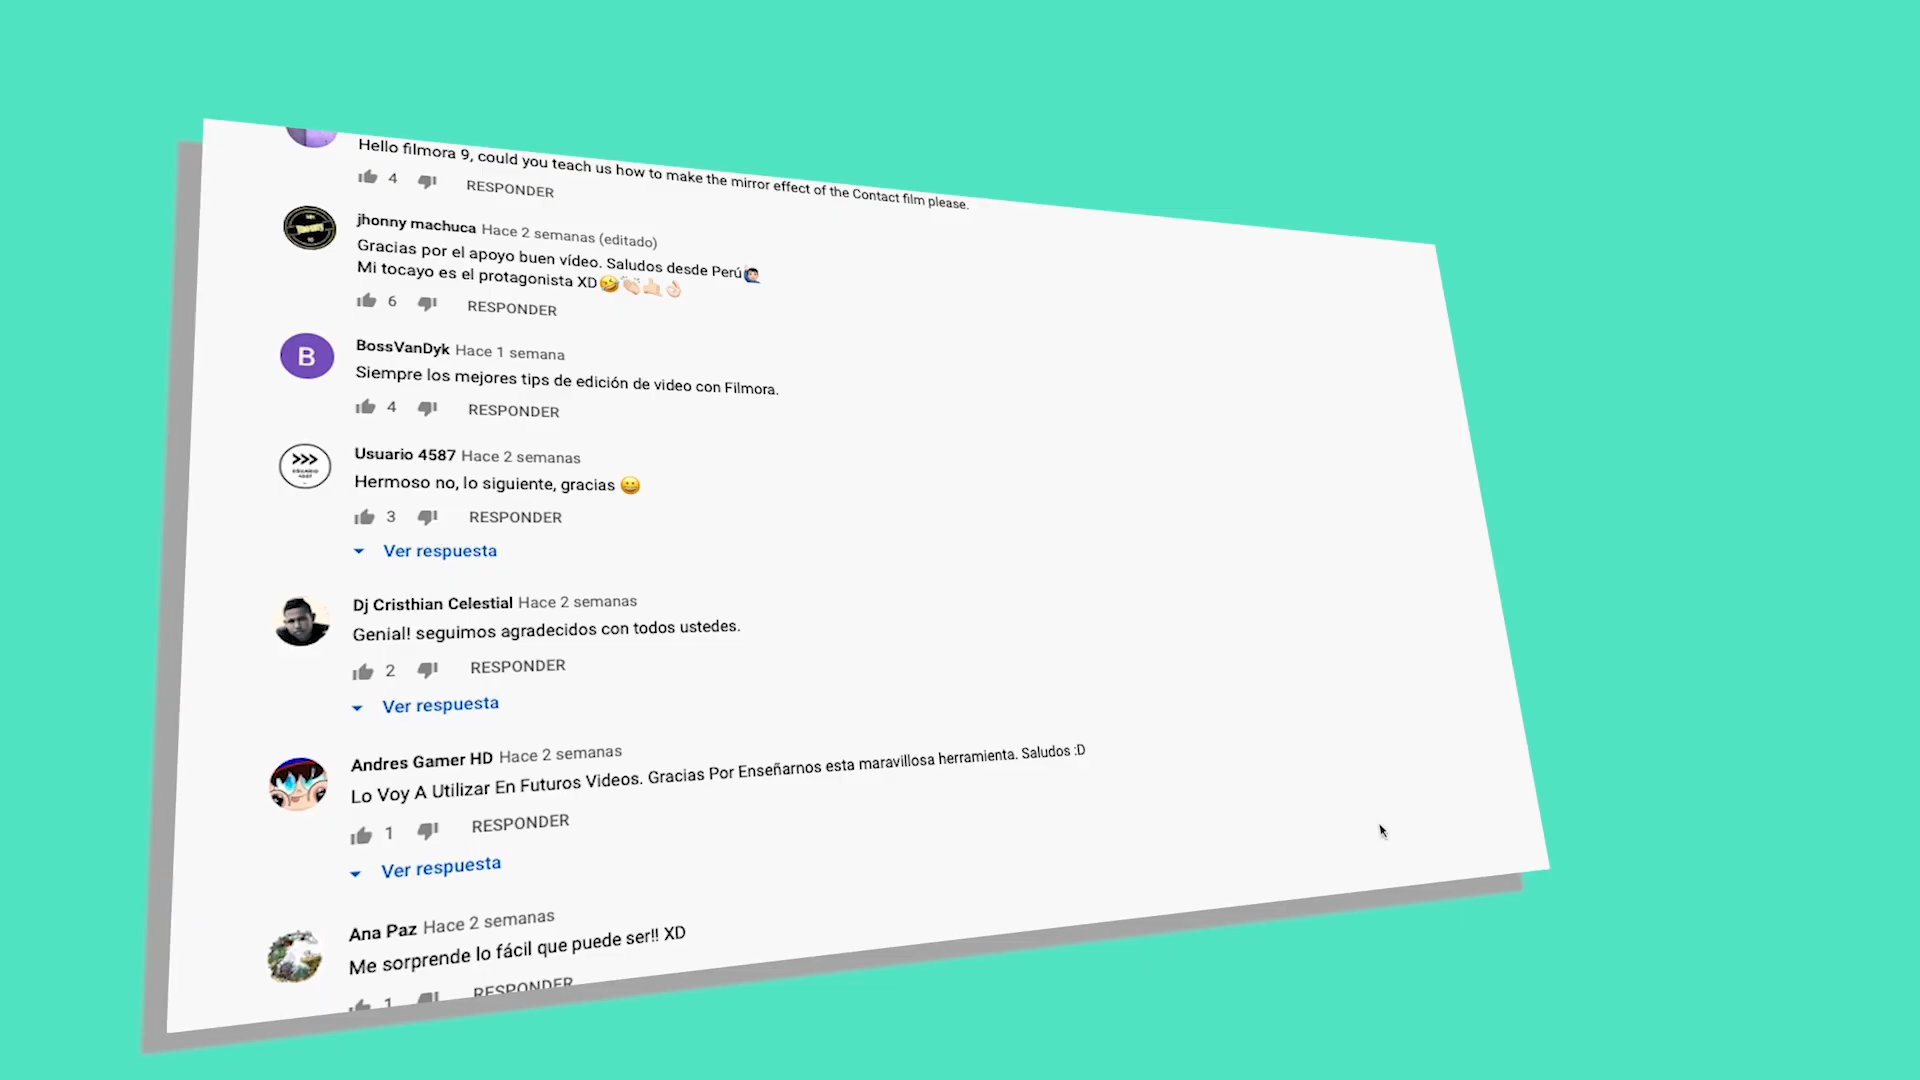 Hello filmora 9, could you teach us how to make the mirror effect of the Contact film please.
4 RESPONDER
jhonny machuca Hace 2 semanas (editado)
Gracias por el apoyo buen vídeo. Saludos desde Perú🙋🏻‍♂️
Mi tocayo es el protagonista XD🤣👏🏻🤙🏻👌🏻
6 RESPONDER
B
BossVanDyk Hace 1 semana
Siempre los mejores tips de edición de video con Filmora.
4 RESPONDER
Usuario 4587 Hace 2 semanas
Hermoso no, lo siguiente, gracias 😀
3 RESPONDER
Ver respuesta
Dj Cristhian Celestial Hace 2 semanas
Genial! seguimos agradecidos con todos ustedes.
2 RESPONDER
Ver respuesta
Andres Gamer HD Hace 2 semanas
Lo Voy A Utilizar En Futuros Videos. Gracias Por Enseñarnos esta maravillosa herramienta. Saludos :D
1 RESPONDER
Ver respuesta
Ana Paz Hace 2 semanas
Me sorprende lo fácil que puede ser!! XD
1 RESPONDER